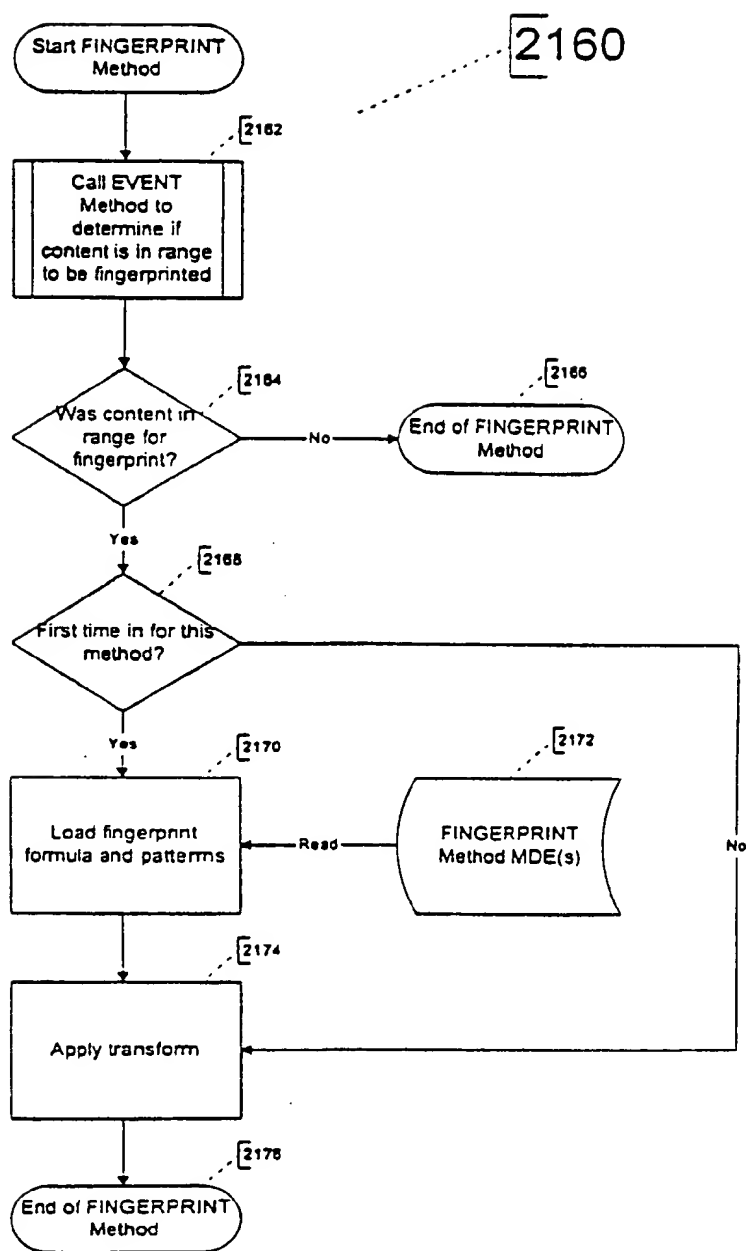 Start FINGERPRINT
Method
2160
2162
Call EVENT
Method to
determine if
content is in range
to be fingerprinted
2164
Was content in
range for
fingerprint?
No
2166
End of FINGERPRINT
Method
Yes
2168
First time in for this
method?
Yes
2170
2172
Load fingerprint
formula and patterns
Read
FINGERPRINT
Method MDE(s)
No
2174
Apply transform
2176
End of FINGERPRINT
Method